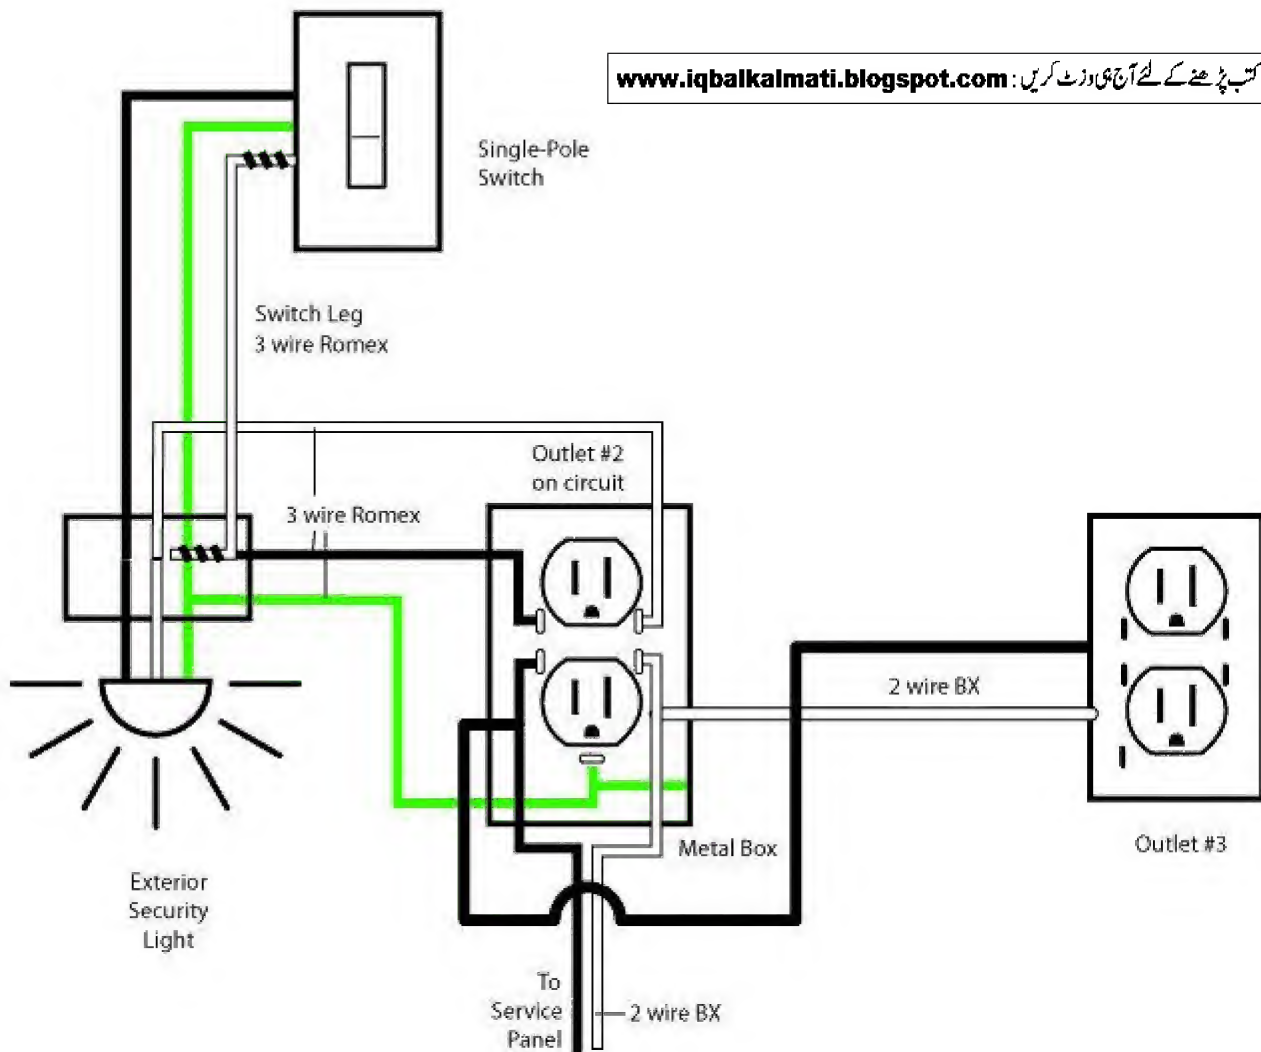 کتب پڑھنے کے لئے آج ہی وزٹ کریں : www.iqbalkalmati.blogspot.com
Single-Pole
Switch
Switch Leg
3 wire Romex
Outlet #2
on circuit
3 wire Romex
2 wire BX
Metal Box
Outlet #3
Exterior
Security
Light
To
Service
Panel
2 wire BX